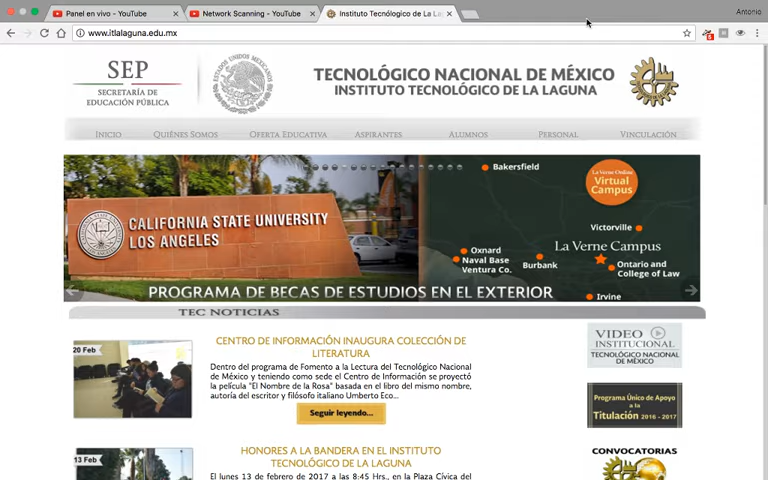 Panel en vivo - YouTube
Network Scanning - YouTube
Instituto Tecnólogico de La La
Antonio
www.itlalaguna.edu.mx
SEP
SECRETARÍA DE
EDUCACIÓN PÚBLICA
ESTADOS UNIDOS MEXICANOS
TECNOLÓGICO NACIONAL DE MÉXICO
INSTITUTO TECNOLÓGICO DE LA LAGUNA
INICIO
QUIÉNES SOMOS
OFERTA EDUCATIVA
ASPIRANTES
ALUMNOS
PERSONAL
VINCULACIÓN
CALIFORNIA STATE UNIVERSITY
LOS ANGELES
Bakersfield
La Verne Online
Virtual
Campus
Victorville
La Verne Campus
Oxnard
Naval Base
Ventura Co.
Burbank
Ontario and
College of Law
Irvine
PROGRAMA DE BECAS DE ESTUDIOS EN EL EXTERIOR
TEC NOTICIAS
20 Feb
CENTRO DE INFORMACIÓN INAUGURA COLECCIÓN DE
LITERATURA
Dentro del programa de Fomento a la Lectura del Tecnológico Nacional
de México y teniendo como sede el Centro de Información se proyectó
la película "El Nombre de la Rosa" basada en el libro del mismo nombre,
autoría del escritor y filósofo italiano Umberto Eco...
Seguir leyendo...
VIDEO
INSTITUCIONAL
TECNOLÓGICO NACIONAL
DE MÉXICO
Programa Único de Apoyo
a la
Titulación 2016 - 2017
13 Feb
HONORES A LA BANDERA EN EL INSTITUTO
TECNOLÓGICO DE LA LAGUNA
El lunes 13 de febrero de 2017 a las 8:45 Hrs., en la Plaza Cívica del
CONVOCATORIAS